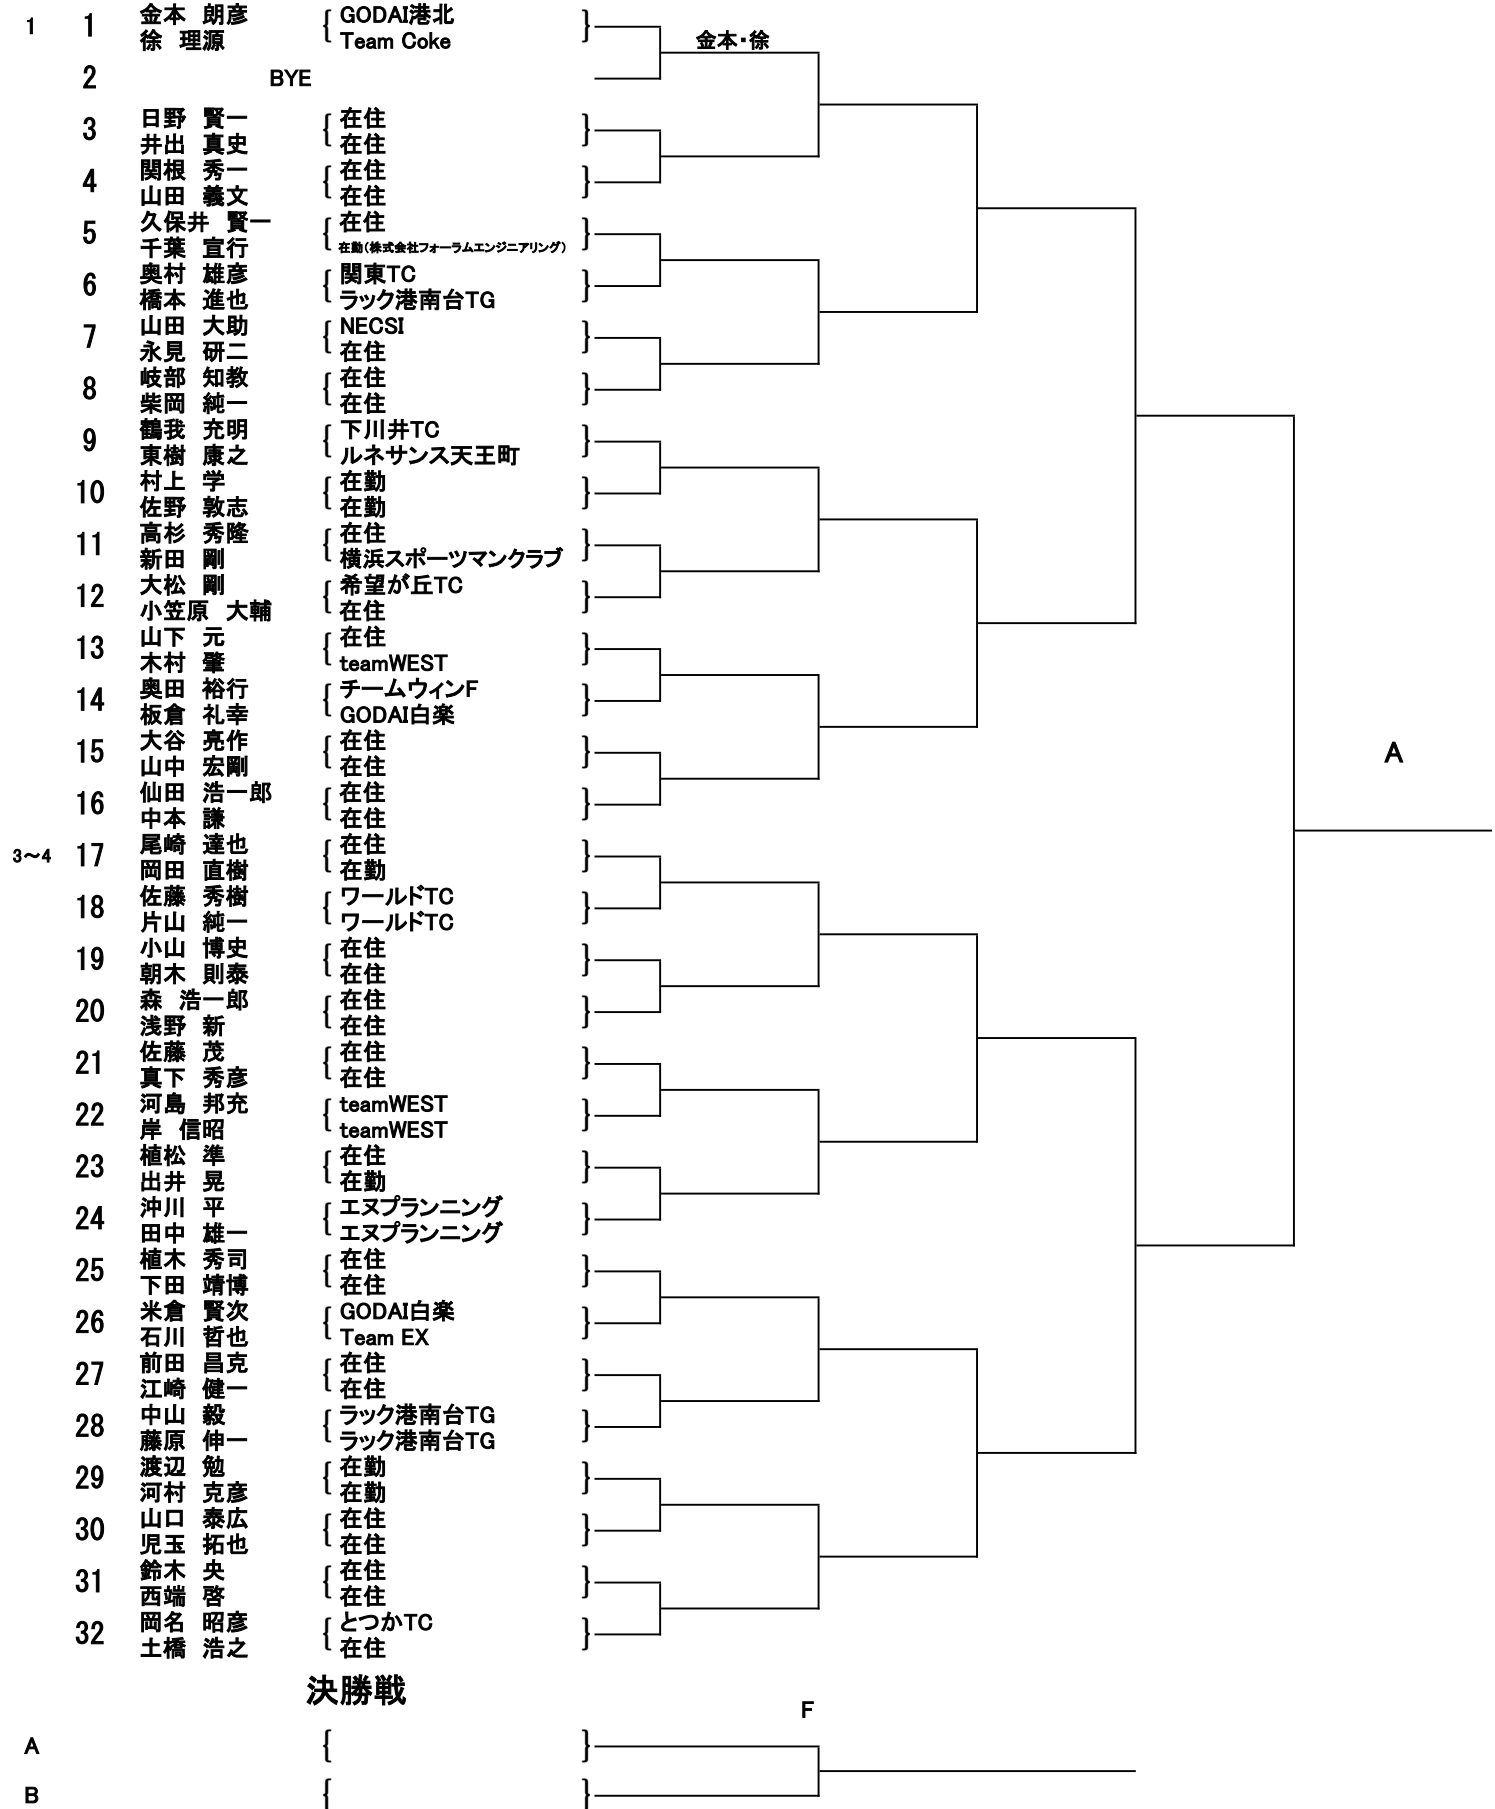 金本 朗彦 { GODAI港北 }
1 1
徐 理源 { Team Coke }
金本・徐
2 BYE
日野 賢一 { 在住 }
3
井出 真史 在住
関根 秀一 { 在住 }
4
山田 義文 在住
久保井 賢一 { 在住 }
5
千葉 宣行 在勤(株式会社フォーラムエンジニアリング)
奥村 雄彦 { 関東TC }
6
橋本 進也 ラック港南台TG
山田 大助 { NECSI }
7
永見 研二 在住
岐部 知教 { 在住 }
8
柴岡 純一 在住
鶴我 充明 { 下川井TC }
9
東樹 康之 ルネサンス天王町
村上 学 { 在勤 }
10
佐野 敦志 在勤
高杉 秀隆 { 在住 }
11
新田 剛 横浜スポーツマンクラブ
大松 剛 { 希望が丘TC }
12
小笠原 大輔 在住
山下 元 { 在住 }
13
木村 肇 teamWEST
奥田 裕行 { チームウィンF }
14
板倉 礼幸 GODAI白楽
大谷 亮作 { 在住 }
15
山中 宏剛 在住
A
仙田 浩一郎 { 在住 }
16
中本 謙 在住
尾崎 達也 { 在住 }
3～4 17
岡田 直樹 在勤
佐藤 秀樹 { ワールドTC }
18
片山 純一 ワールドTC
小山 博史 { 在住 }
19
朝木 則泰 在住
森 浩一郎 { 在住 }
20
浅野 新 在住
佐藤 茂 { 在住 }
21
真下 秀彦 在住
河島 邦充 { teamWEST }
22
岸 信昭 teamWEST
植松 準 { 在住 }
23
出井 晃 在勤
沖川 平 { エヌプランニング }
24
田中 雄一 エヌプランニング
植木 秀司 { 在住 }
25
下田 靖博 在住
米倉 賢次 { GODAI白楽 }
26
石川 哲也 Team EX
前田 昌克 { 在住 }
27
江崎 健一 在住
中山 毅 { ラック港南台TG }
28
藤原 伸一 ラック港南台TG
渡辺 勉 { 在勤 }
29
河村 克彦 在勤
山口 泰広 { 在住 }
30
児玉 拓也 在住
鈴木 央 { 在住 }
31
西端 啓 在住
岡名 昭彦 { とつかTC }
32
土橋 浩之 在住
決勝戦
F
A { }
B { }